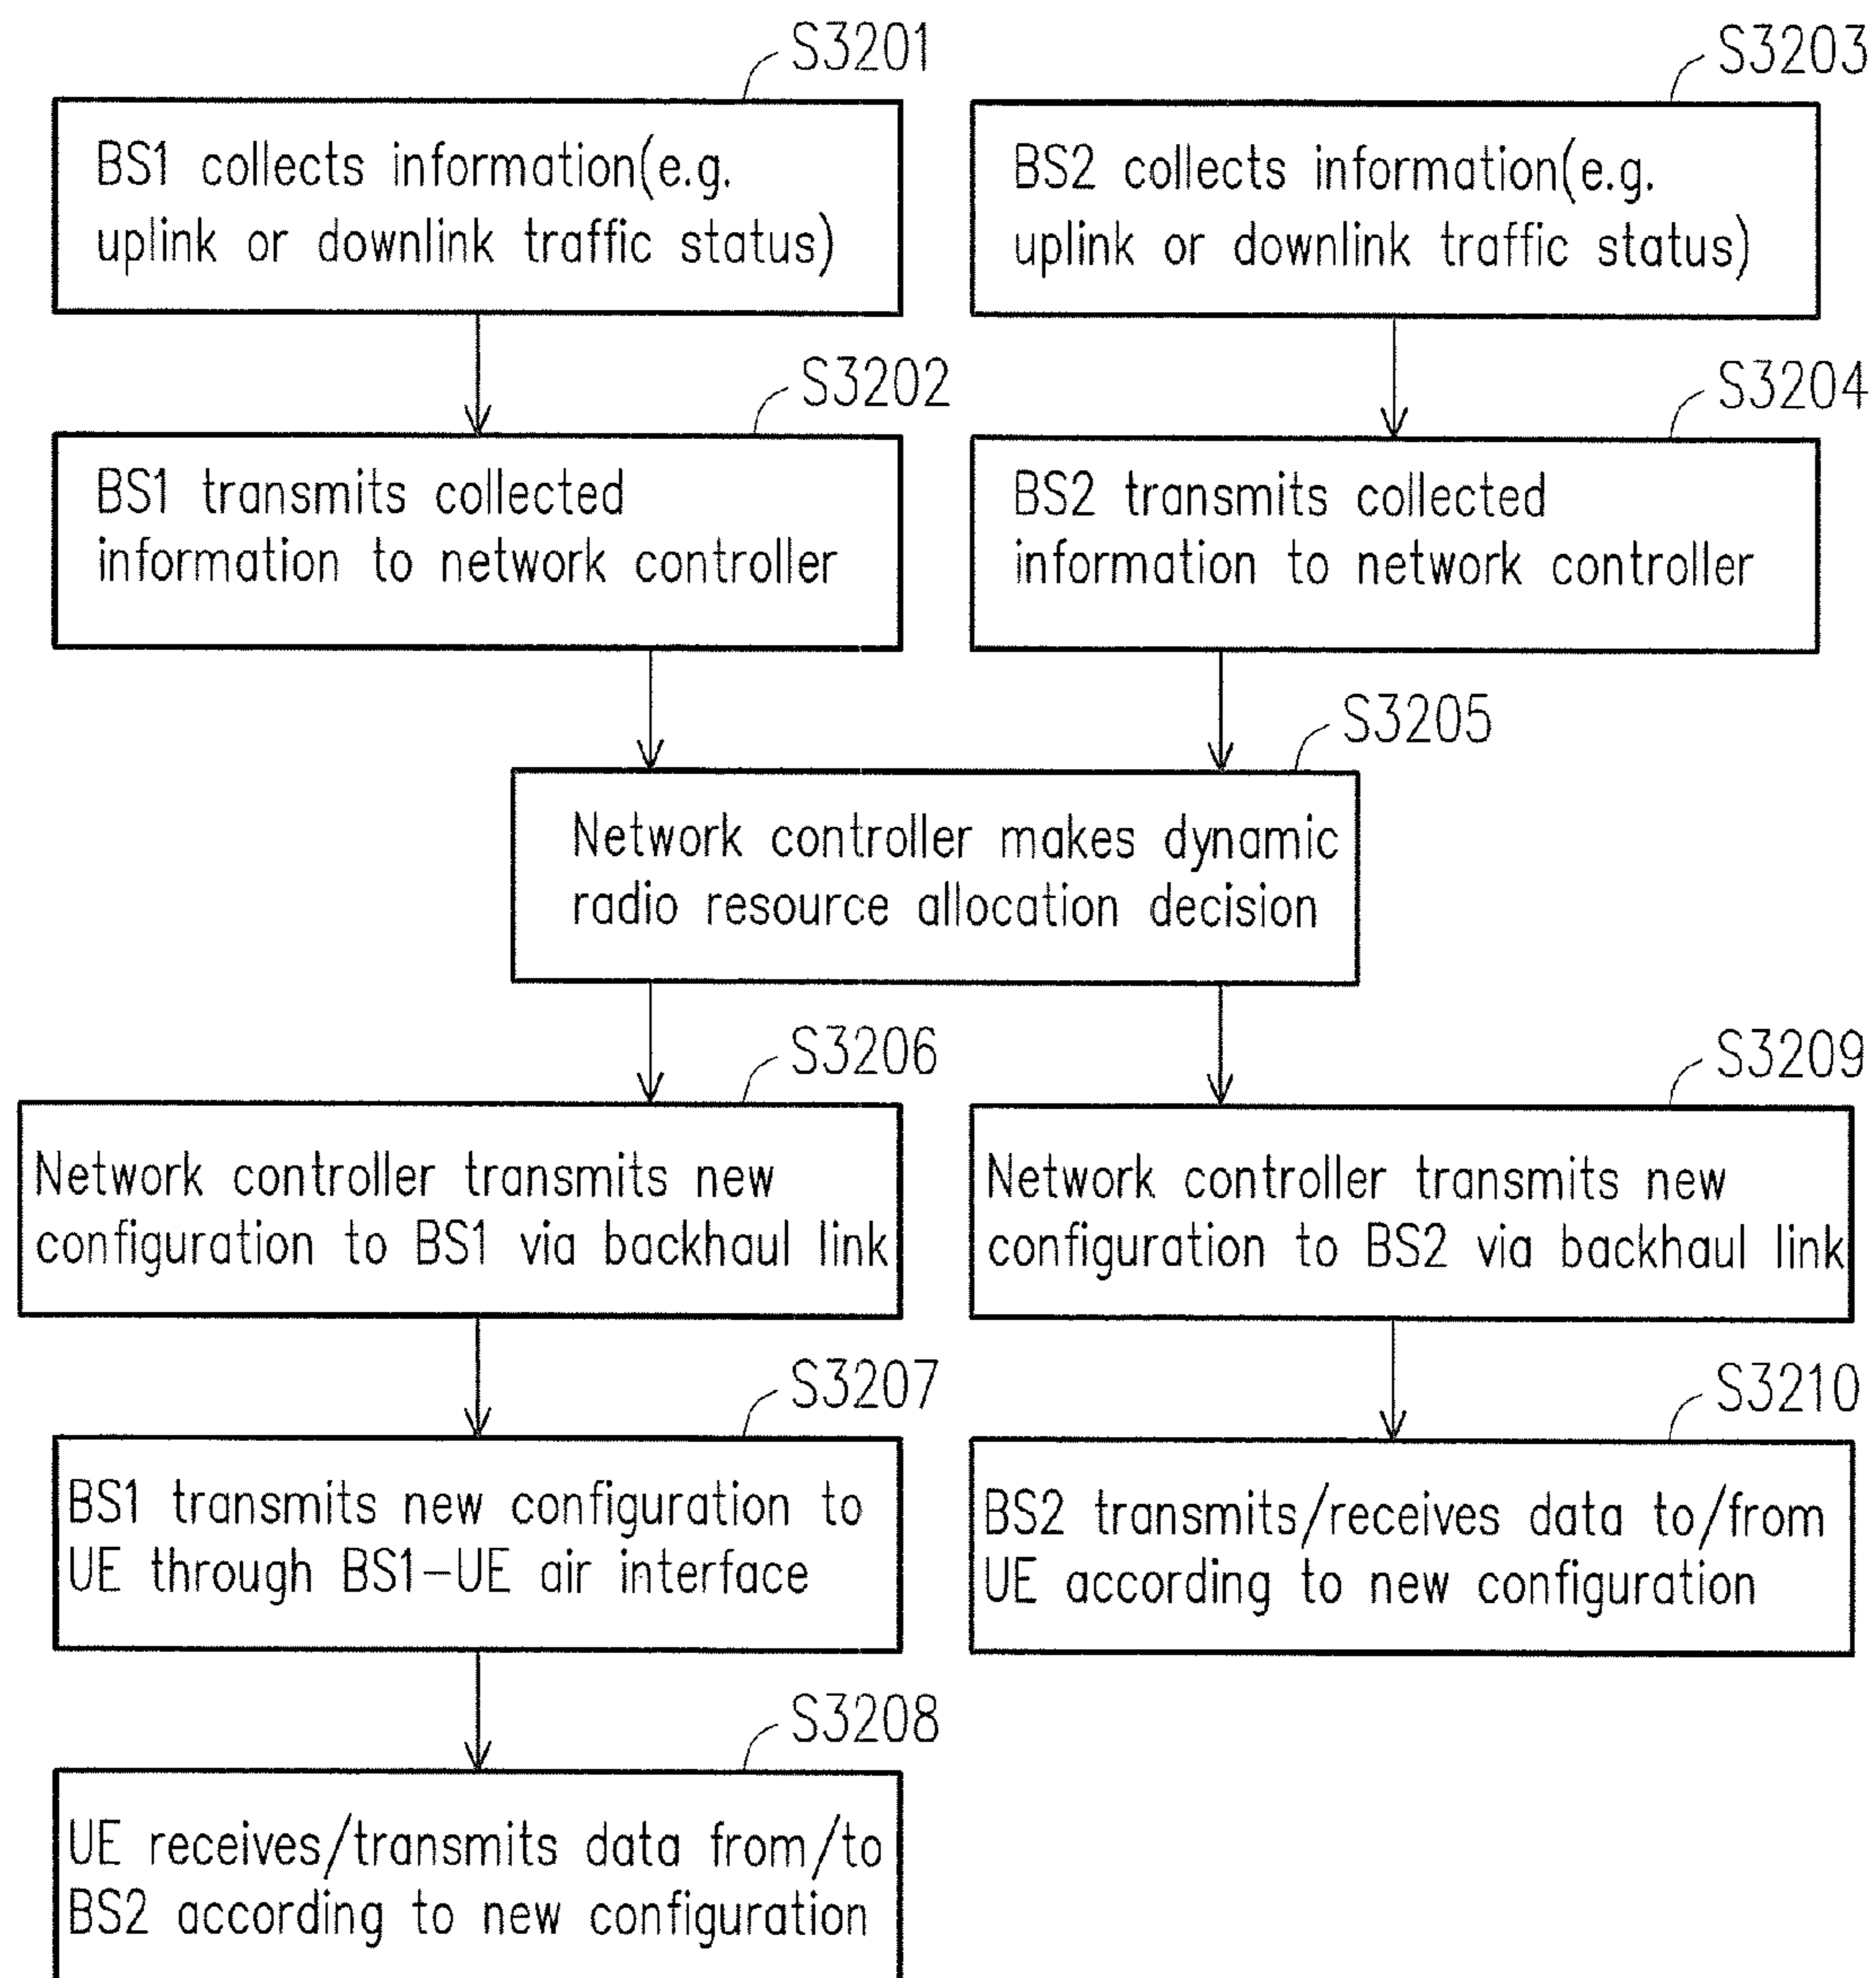 S3201
BS1 collects information(e.g.
uplink or downlink traffic status)
S3203
BS2 collects information(e.g.
uplink or downlink traffic status)
S3202
BS1 transmits collected
information to network controller
S3204
BS2 transmits collected
information to network controller
S3205
Network controller makes dynamic
radio resource allocation decision
S3206
Network controller transmits new
configuration to BS1 via backhaul link
S3209
Network controller transmits new
configuration to BS2 via backhaul link
S3207
BS1 transmits new configuration to
UE through BS1-UE air interface
S3210
BS2 transmits/receives data to/from
UE according to new configuration
S3208
UE receives/transmits data from/to
BS2 according to new configuration